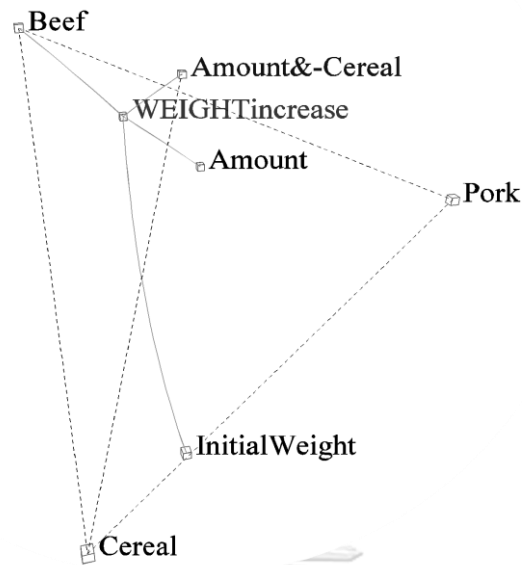 Beef
Amount&-Cereal
WEIGHTincrease
Amount
Pork
InitialWeight
Cereal